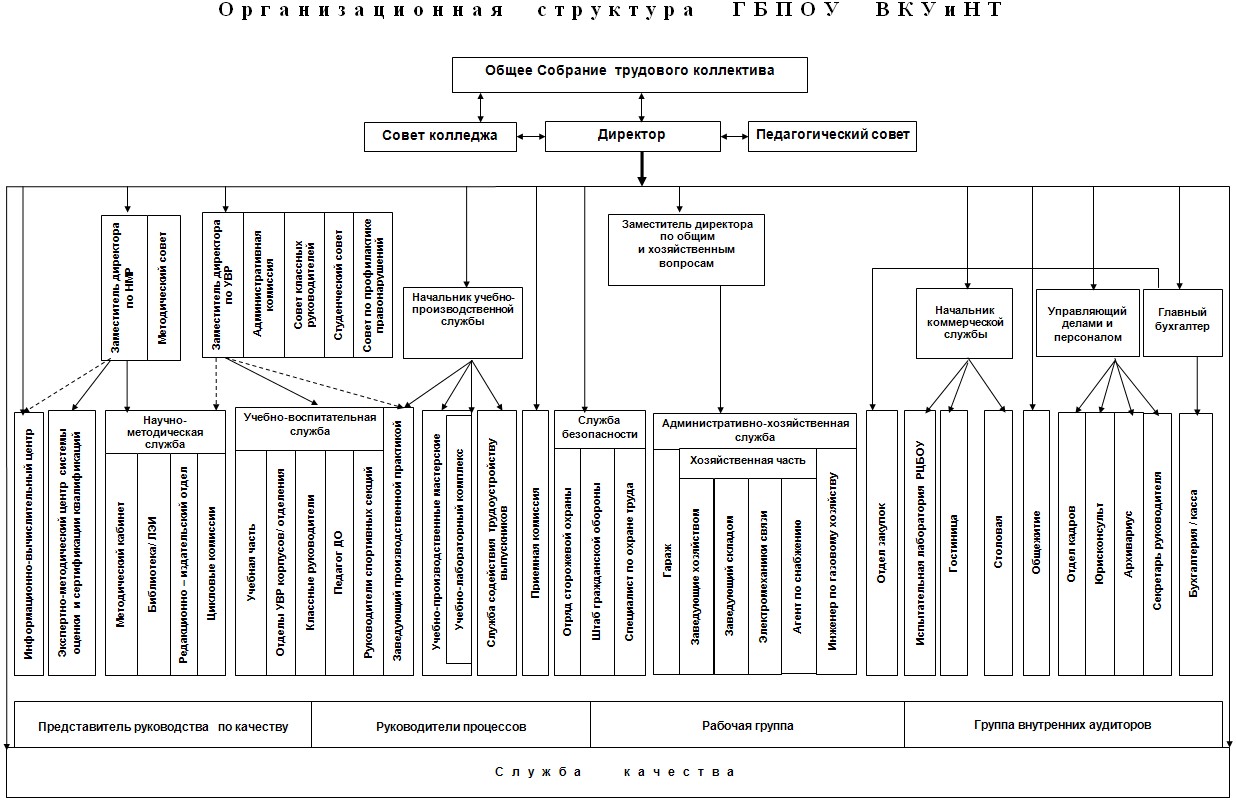 Организационная структура ГБПОУ ВКУиНТ
Общее Собрание трудового коллектива
Совет колледжа
Директор
Педагогический совет
Заместитель директора
по НМР
Методический совет
Заместитель директора
по УВР
Административная
комиссия
Совет классных
руководителей
Студенческий совет
Совет по профилактике
правонарушений
Начальник учебно-
производственной
службы
Заместитель директора
по общим
и хозяйственным
вопросам
Начальник
коммерческой
службы
Управляющий
делами и
персоналом
Главный
бухгалтер
Информационно-вычислительный центр
Экспертно-методический центр системы
оценки и сертификации квалификаций
Научно-
методическая
служба
Методический кабинет
Библиотека/ ЛЭИ
Редакционно – издательский отдел
Цикловые комиссии
Учебно-воспитательная
служба
Учебная часть
Отделы УВР корпусов/ отделения
Классные руководители
Педагог ДО
Руководители спортивных секций
Заведующий производственной практикой
Учебно-производственные мастерские
Учебно-лабораторный комплекс
Служба содействия трудоустройству
выпускников
Приемная комиссия
Служба
безопасности
Отряд сторожевой охраны
Штаб гражданской обороны
Специалист по охране труда
Административно-хозяйственная
служба
Гараж
Хозяйственная часть
Заведующие хозяйством
Заведующий складом
Электромеханики связи
Агент по снабжению
Инженер по газовому хозяйству
Отдел закупок
Испытательная лаборатория РЦБОУ
Гостиница
Столовая
Общежитие
Отдел кадров
Юрисконсульт
Архивариус
Секретарь руководителя
Бухгалтерия / касса
Представитель руководства по качеству
Руководители процессов
Рабочая группа
Группа внутренних аудиторов
Служба качества